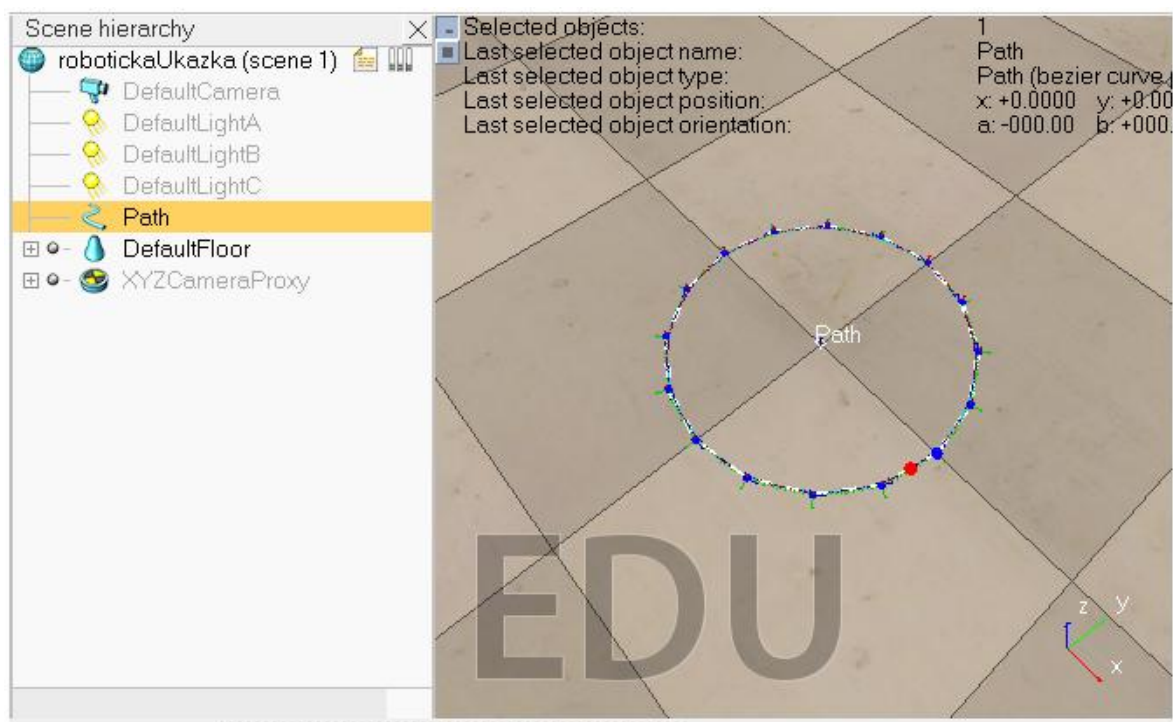 Scene hierarchy
robotickaUkazka (scene 1)
DefaultCamera
DefaultLightA
DefaultLightB
DefaultLightC
Path
DefaultFloor
XYZCameraProxy
Selected objects: 1
Last selected object name: Path
Last selected object type: Path (bezier curve
Last selected object position: x: +0.0000 y: +0.00
Last selected object orientation: a: -000.00 b: +000.
Path
EDU
z y
x